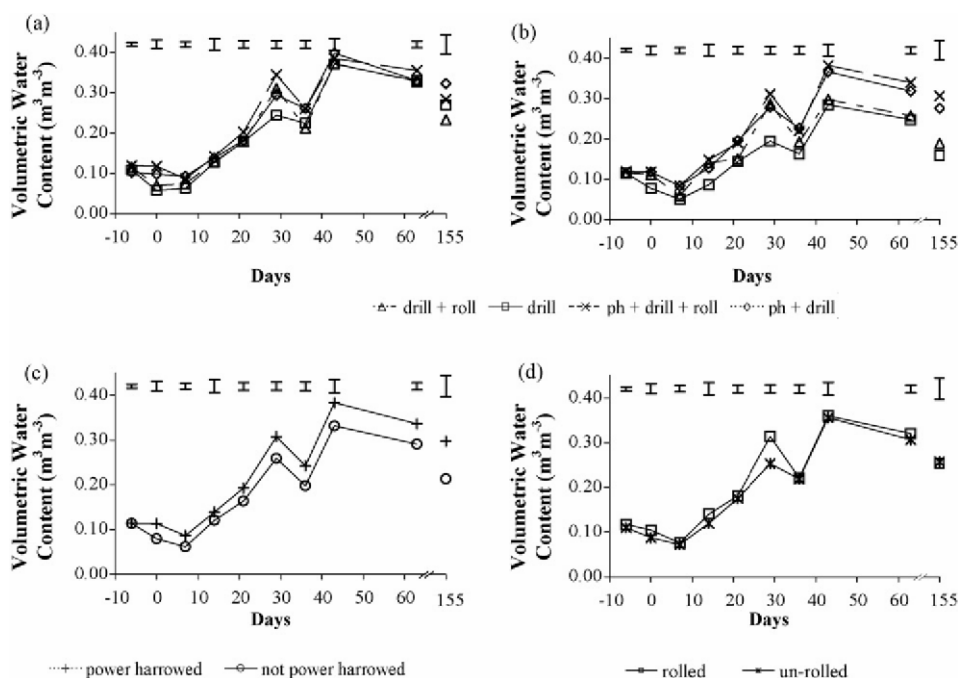 (a)
Volumetric Water
Content (m³m⁻³)
0.40
0.30
0.20
0.10
0.00
-10 0 10 20 30 40 50 60 155
Days
(b)
Volumetric Water
Content (m³m⁻³)
0.40
0.30
0.20
0.10
0.00
-10 0 10 20 30 40 50 60 155
Days
drill + roll drill ph + drill + roll ph + drill
(c)
Volumetric Water
Content (m³m⁻³)
0.40
0.30
0.20
0.10
0.00
-10 0 10 20 30 40 50 60 155
Days
power harrowed not power harrowed
(d)
Volumetric Water
Content (m³m⁻³)
0.40
0.30
0.20
0.10
0.00
-10 0 10 20 30 40 50 60 155
Days
rolled un-rolled